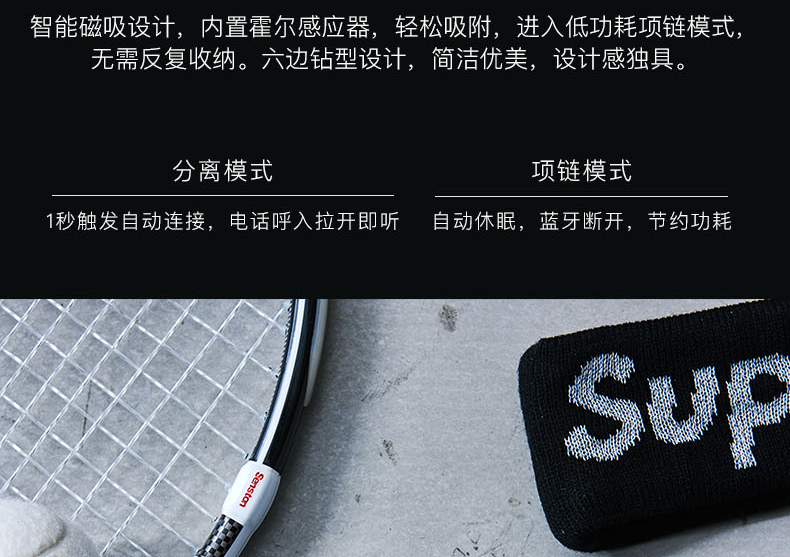 智能磁吸设计，内置霍尔感应器，轻松吸附，进入低功耗项链模式，
无需反复收纳。六边钻型设计，简洁优美，设计感独具。
分离模式
1秒触发自动连接，电话呼入拉开即听
项链模式
自动休眠，蓝牙断开，节约功耗
Senston
Sup